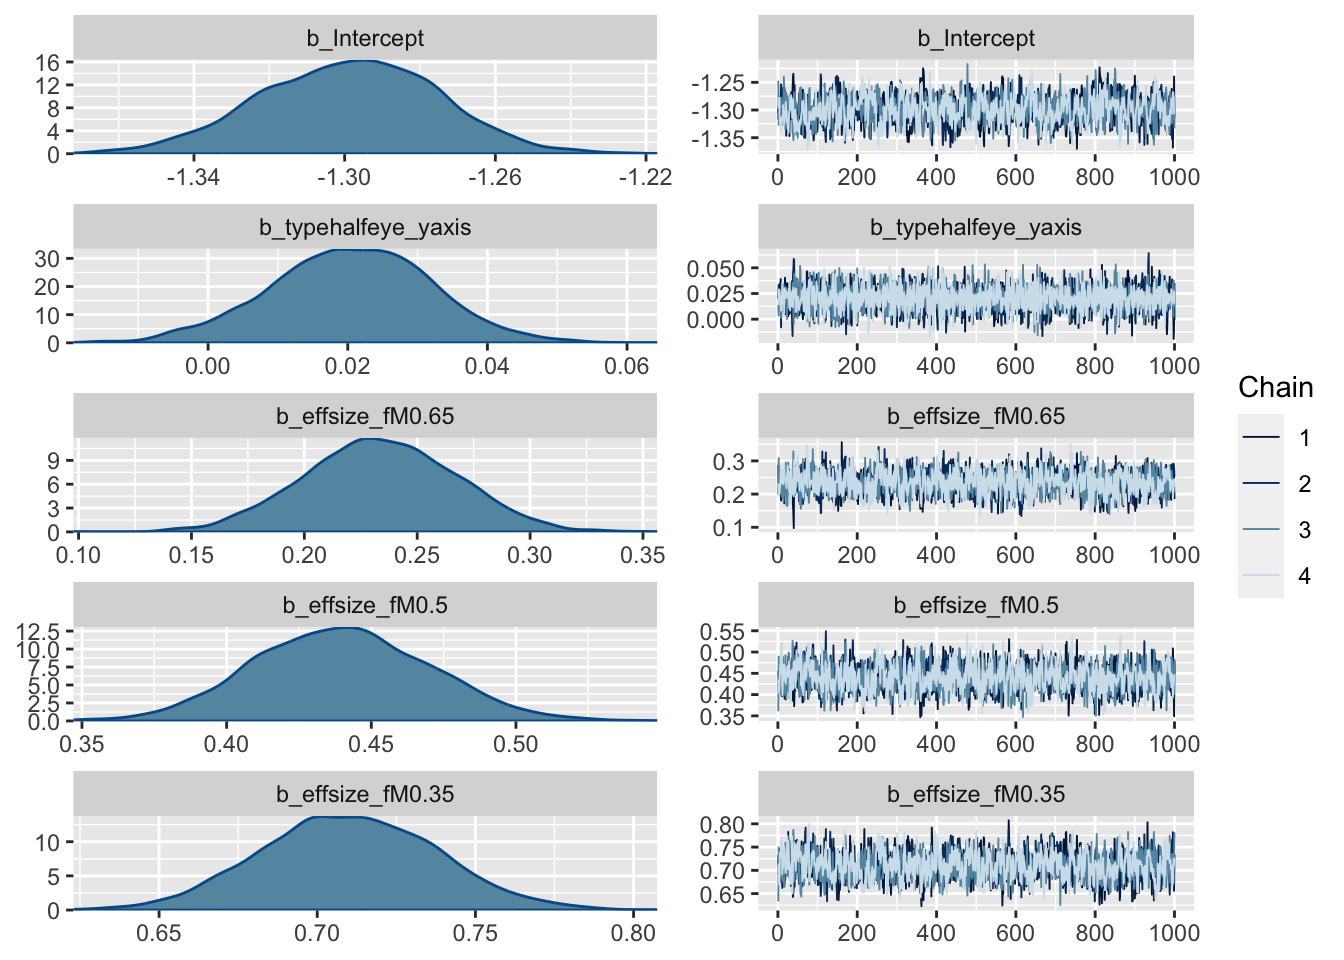 b_Intercept
16
12
8
4
0
-1.34 -1.30 -1.26 -1.22
b_Intercept
-1.25
-1.30
-1.35
0 200 400 600 800 1000
b_typehalfeye_yaxis
30
20
10
0
0.00 0.02 0.04 0.06
b_typehalfeye_yaxis
0.050
0.025
0.000
0 200 400 600 800 1000
b_effsize_fM0.65
9
6
3
0
0.10 0.15 0.20 0.25 0.30 0.35
b_effsize_fM0.65
0.3
0.2
0.1
0 200 400 600 800 1000
b_effsize_fM0.5
12.5
10.0
7.5
5.0
2.5
0.0
0.35 0.40 0.45 0.50
b_effsize_fM0.5
0.55
0.50
0.45
0.40
0.35
0 200 400 600 800 1000
b_effsize_fM0.35
10
5
0
0.65 0.70 0.75 0.80
b_effsize_fM0.35
0.80
0.75
0.70
0.65
0 200 400 600 800 1000
Chain
1
2
3
4